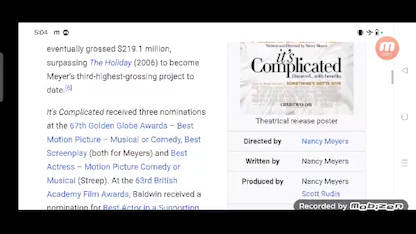 5:04
eventually grossed $219.1 million,
surpassing The Holiday (2006) to become
Meyer's third-highest-grossing project to
date.[6]
It's Complicated received three nominations
at the 67th Golden Globe Awards – Best
Motion Picture - Musical or Comedy, Best
Screenplay (both for Meyers) and Best
Actress – Motion Picture Comedy or
Musical (Streep). At the 63rd British
Academy Film Awards, Baldwin received a
nomination for Best Actor in a Supporting
Written and Directed by Nancy Meyers
it's
Complicated
CHRISTMAS DAY
Theatrical release poster
Directed by Nancy Meyers
Written by Nancy Meyers
Produced by Nancy Meyers
Scott Rudin
Recorded by mobizen